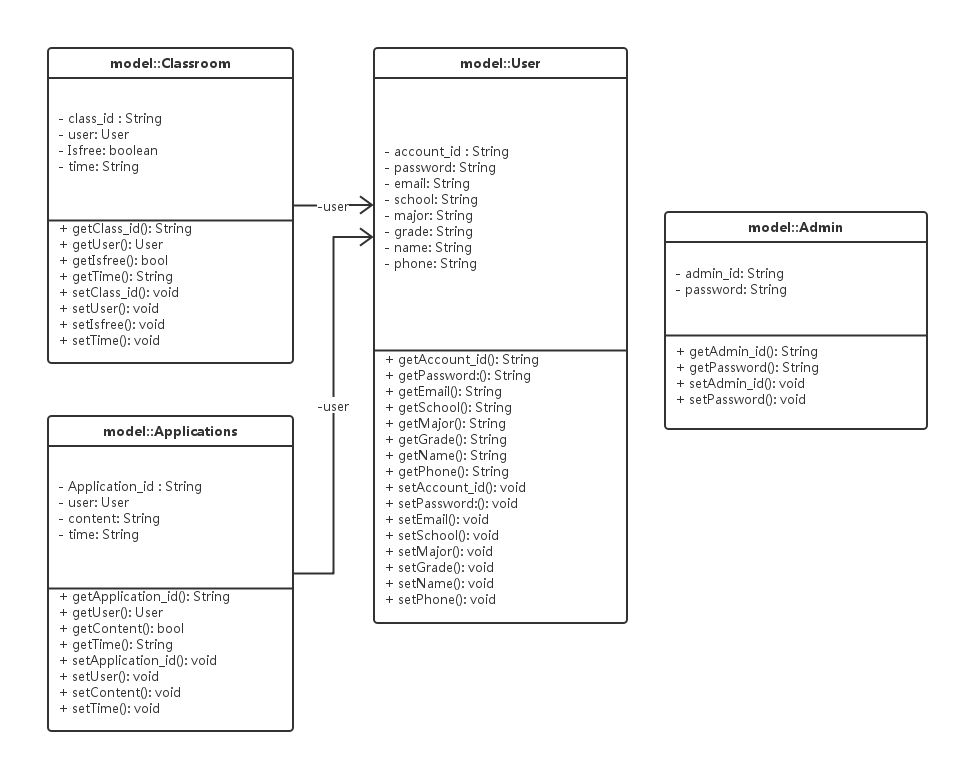 model::Classroom
- class_id : String
- user: User
- Isfree: boolean
- time: String
+ getClass_id(): String
+ getUser(): User
+ getIsfree(): bool
+ getTime(): String
+ setClass_id(): void
+ setUser(): void
+ setIsfree(): void
+ setTime(): void
-user
-user
model::Applications
- Application_id : String
- user: User
- content: String
- time: String
+ getApplication_id(): String
+ getUser(): User
+ getContent(): bool
+ getTime(): String
+ setApplication_id(): void
+ setUser(): void
+ setContent(): void
+ setTime(): void
model::User
- account_id : String
- password: String
- email: String
- school: String
- major: String
- grade: String
- name: String
- phone: String
+ getAccount_id(): String
+ getPassword:(): String
+ getEmail(): String
+ getSchool(): String
+ getMajor(): String
+ getGrade(): String
+ getName(): String
+ getPhone(): String
+ setAccount_id(): void
+ setPassword:(): void
+ setEmail(): void
+ setSchool(): void
+ setMajor(): void
+ setGrade(): void
+ setName(): void
+ setPhone(): void
model::Admin
- admin_id: String
- password: String
+ getAdmin_id(): String
+ getPassword(): String
+ setAdmin_id(): void
+ setPassword(): void